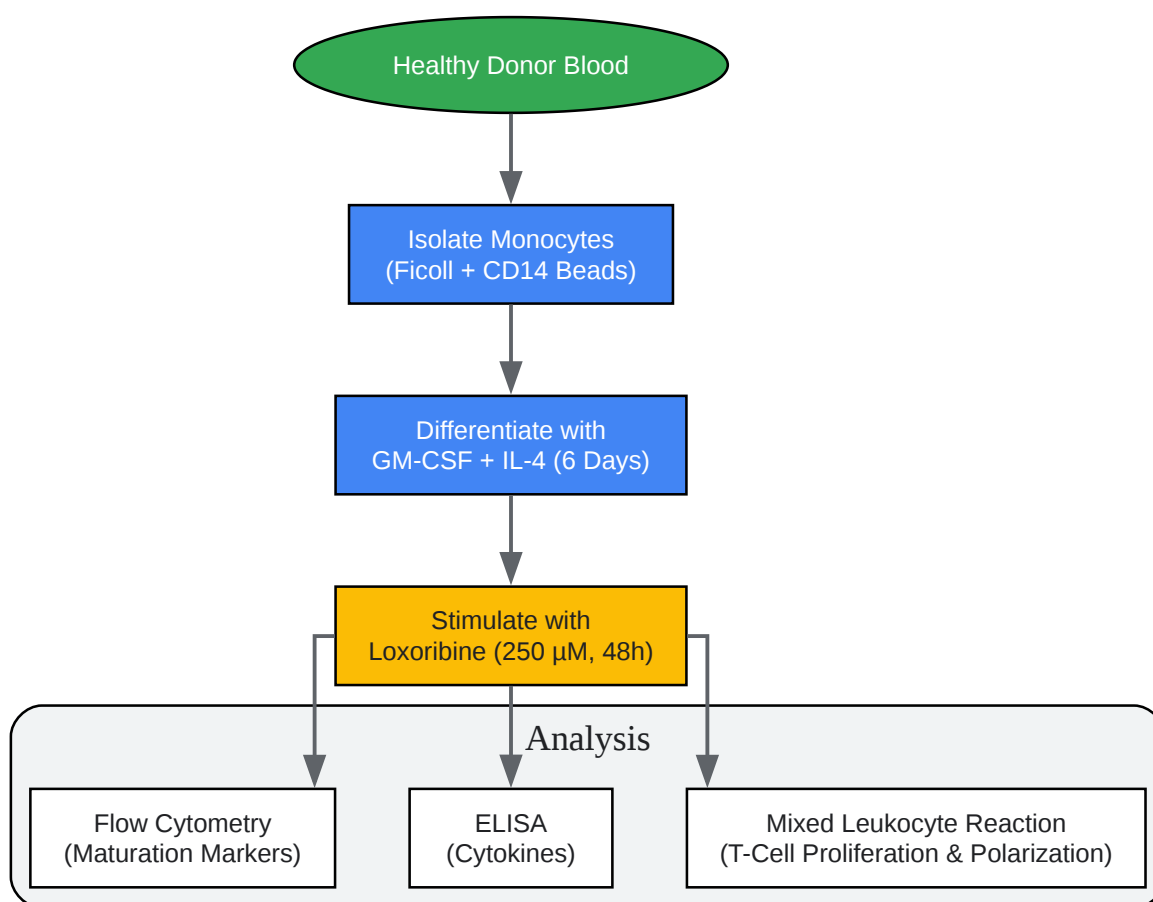 Healthy Donor Blood
Isolate Monocytes
(Ficoll + CD14 Beads)
Differentiate with
GM-CSF + IL-4 (6 Days)
Stimulate with
Loxoribine (250 µM, 48h)
Analysis
Flow Cytometry
(Maturation Markers)
ELISA
(Cytokines)
Mixed Leukocyte Reaction
(T-Cell Proliferation & Polarization)